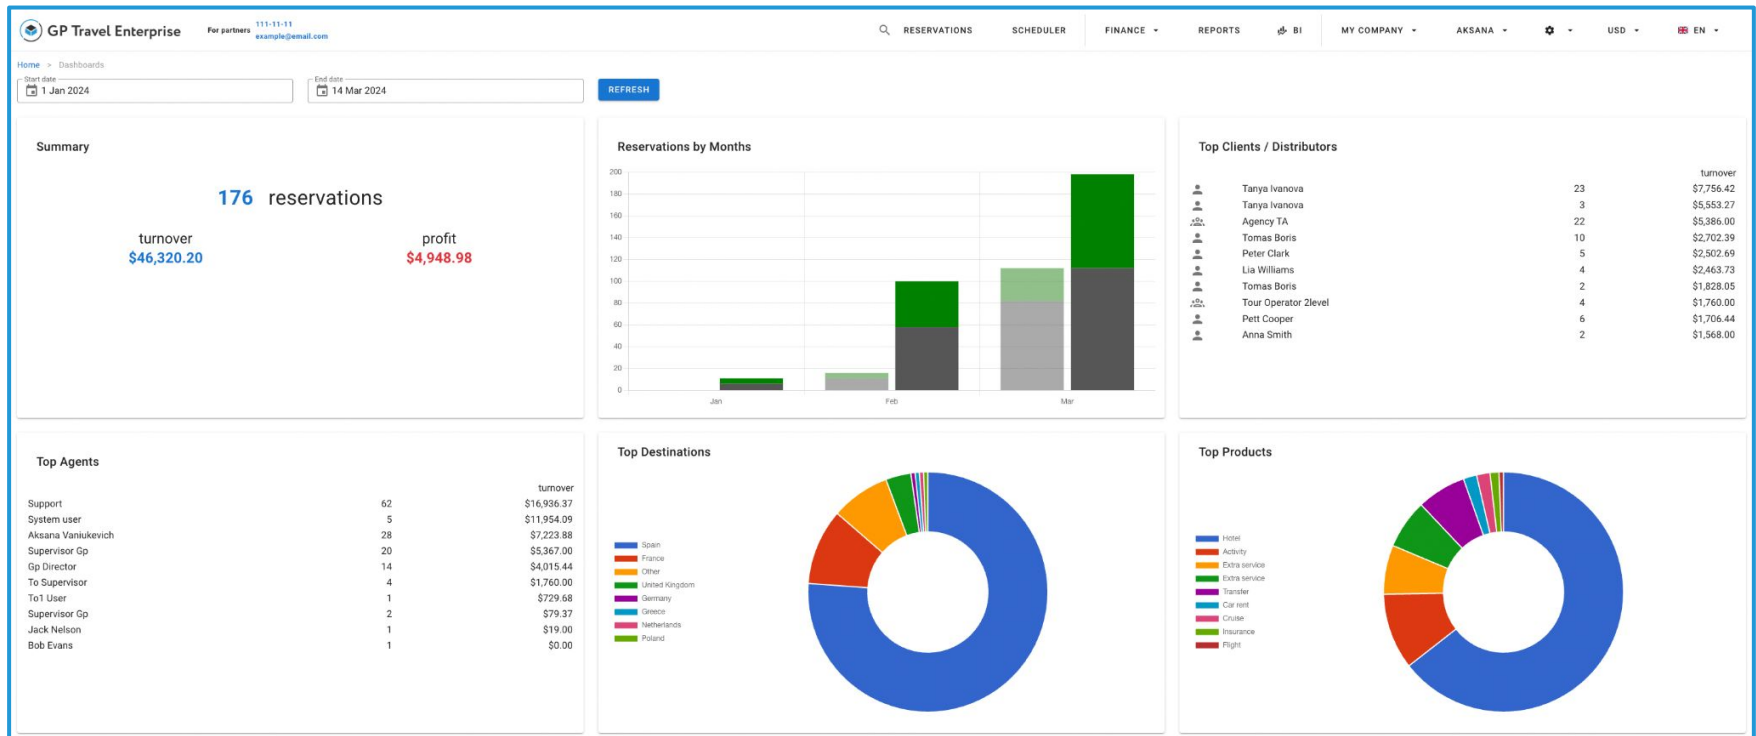 GP Travel Enterprise
For partners
111-11-11
example@email.com
RESERVATIONS
SCHEDULER
FINANCE
REPORTS
BI
MY COMPANY
AKSANA
USD
EN
Home > Dashboards
Start date
1 Jan 2024
End date
14 Mar 2024
REFRESH
Summary
176 reservations
turnover profit
$46,320.20 $4,948.98
Reservations by Months
200
180
160
140
120
100
80
60
40
20
0
Jan Feb Mar
Top Clients / Distributors
turnover
Tanya Ivanova 23 $7,756.42
Tanya Ivanova 3 $5,553.27
Agency TA 22 $5,386.00
Tomas Boris 10 $2,702.39
Peter Clark 5 $2,502.69
Lia Williams 4 $2,463.73
Tomas Boris 2 $1,828.05
Tour Operator 2level 4 $1,760.00
Pett Cooper 6 $1,706.44
Anna Smith 2 $1,568.00
Top Agents
turnover
Support 62 $16,936.37
System user 5 $11,954.09
Aksana Vaniukevich 28 $7,223.88
Supervisor Gp 20 $5,367.00
Gp Director 14 $4,015.44
To Supervisor 4 $1,760.00
To1 User 1 $729.68
Supervisor Gp 2 $79.37
Jack Nelson 1 $19.00
Bob Evans 1 $0.00
Top Destinations
Spain
France
Other
United Kingdom
Germany
Greece
Netherlands
Poland
Top Products
Hotel
Activity
Extra service
Extra service
Transfer
Car rent
Cruise
Insurance
Flight